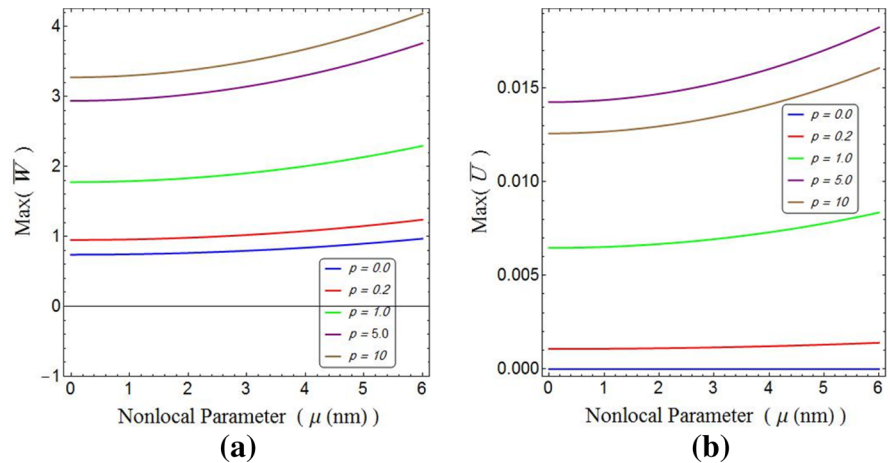 4
3
2
1
0
−1
Max( W̅ )
p = 0.0
p = 0.2
p = 1.0
p = 5.0
p = 10
0 1 2 3 4 5 6
Nonlocal Parameter ( μ (nm) )
(a)
0.015
0.010
0.005
0.000
Max( U̅ )
p = 0.0
p = 0.2
p = 1.0
p = 5.0
p = 10
0 1 2 3 4 5 6
Nonlocal Parameter ( μ (nm) )
(b)